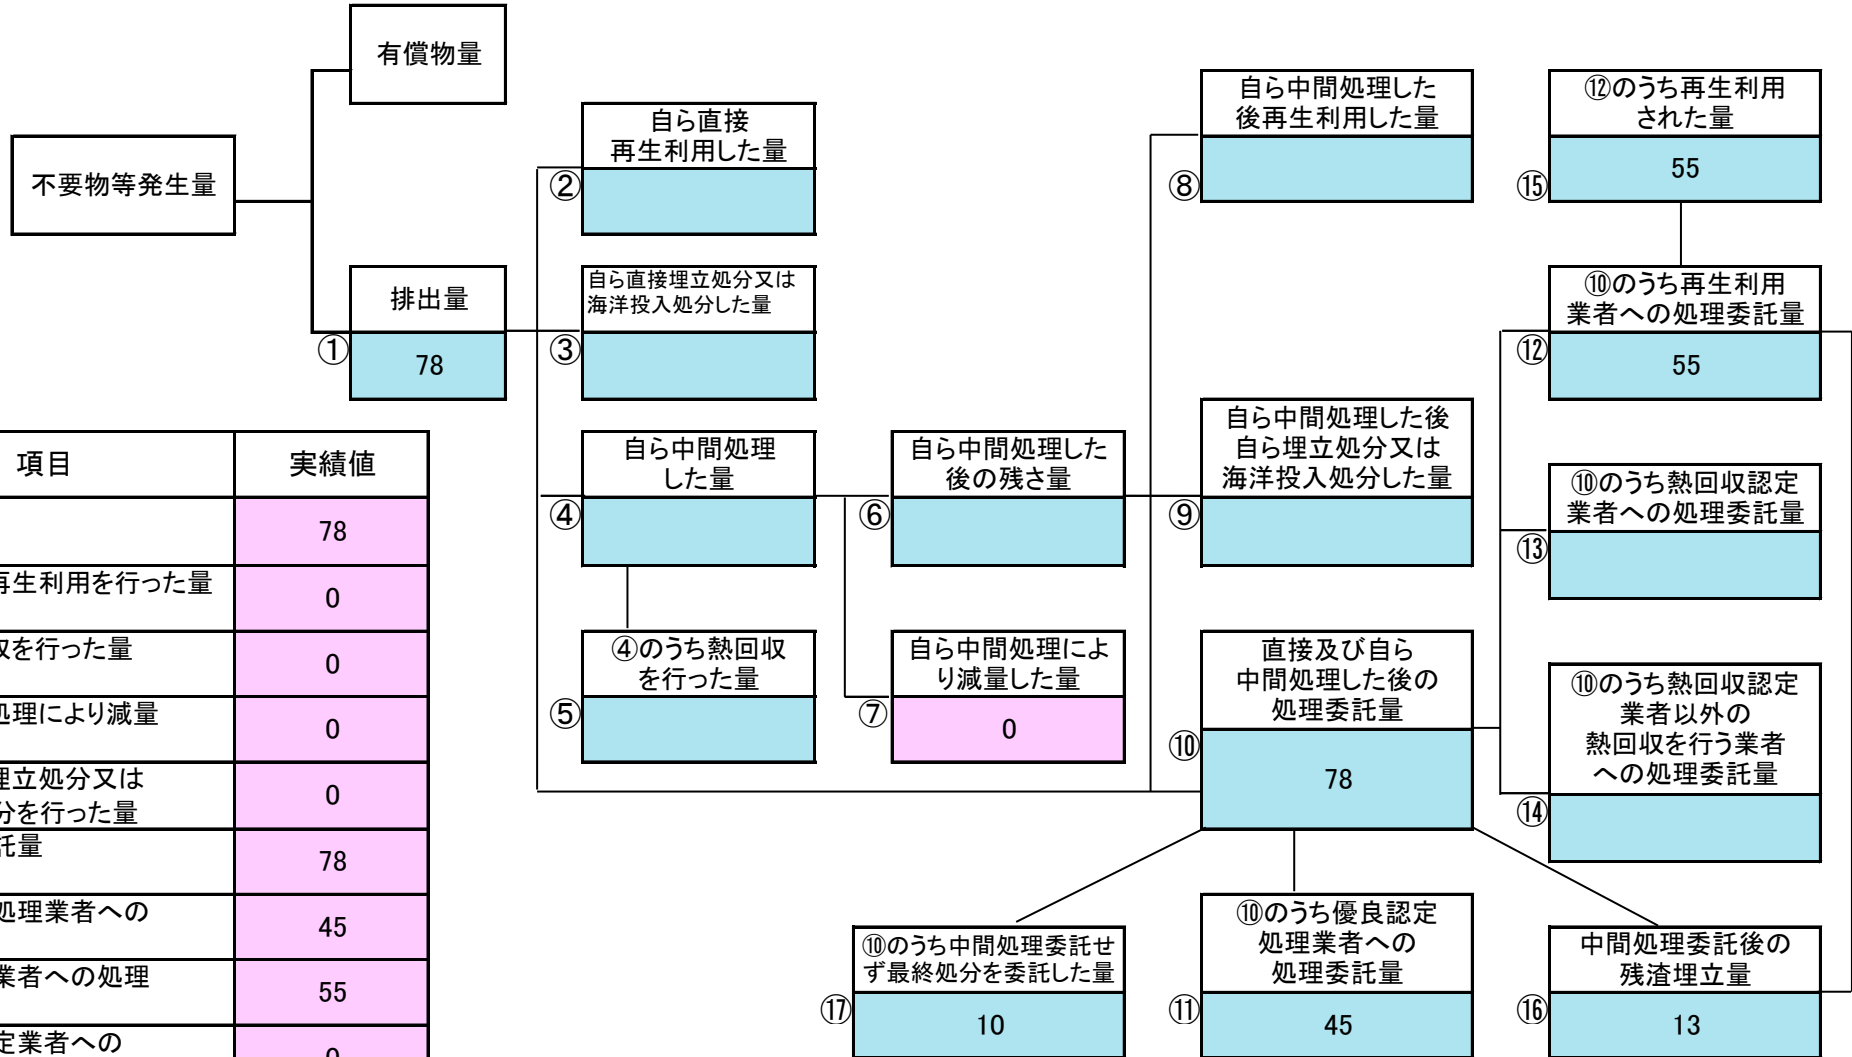 有償物量
不要物等発生量
排出量
①
78
自ら直接
再生利用した量
②
自ら直接埋立処分又は
海洋投入処分した量
③
自ら中間処理
した量
④
④のうち熱回収
を行った量
⑤
自ら中間処理した
後の残さ量
⑥
自ら中間処理によ
り減量した量
⑦
0
自ら中間処理した
後再生利用した量
⑧
自ら中間処理した後
自ら埋立処分又は
海洋投入処分した量
⑨
直接及び自ら
中間処理した後の
処理委託量
⑩
78
⑫のうち再生利用
された量
⑮
55
⑩のうち再生利用
業者への処理委託量
⑫
55
⑩のうち熱回収認定
業者への処理委託量
⑬
⑩のうち熱回収認定
業者以外の
熱回収を行う業者
への処理委託量
⑭
⑩のうち中間処理委託せ
ず最終処分を委託した量
⑰
10
⑩のうち優良認定
処理業者への
処理委託量
⑪
45
中間処理委託後の
残渣埋立量
⑯
13
項目 実績値
78
再生利用を行った量 0
を行った量 0
処理により減量 0
埋立処分又は
分を行った量 0
託量 78
処理業者への 45
業者への処理 55
定業者への 0